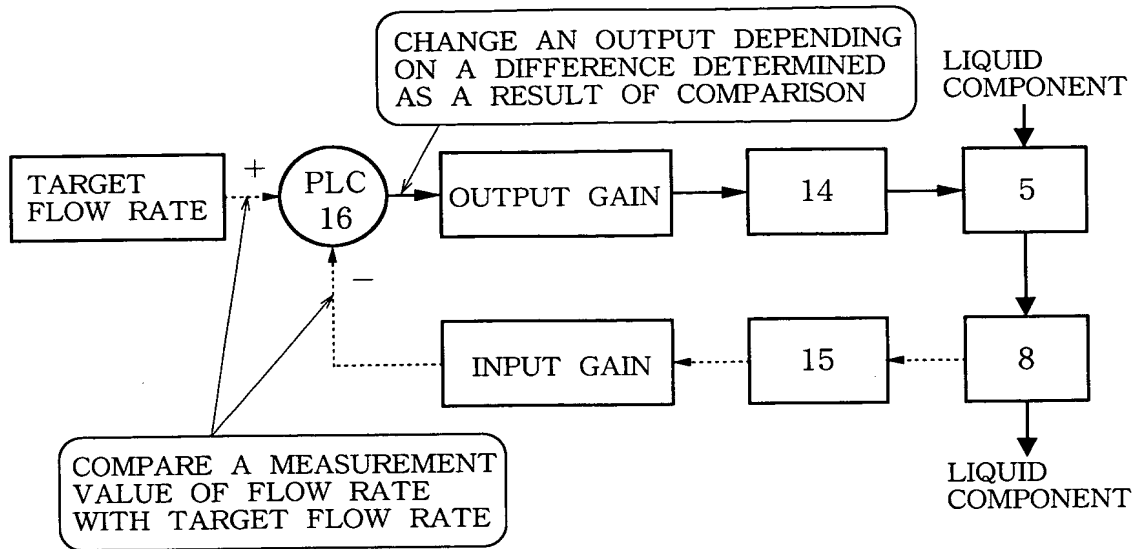 CHANGE AN OUTPUT DEPENDING
ON A DIFFERENCE DETERMINED
AS A RESULT OF COMPARISON
LIQUID
COMPONENT
TARGET
FLOW RATE
+
PLC
16
OUTPUT GAIN
14
5
−
INPUT GAIN
15
8
COMPARE A MEASUREMENT
VALUE OF FLOW RATE
WITH TARGET FLOW RATE
LIQUID
COMPONENT